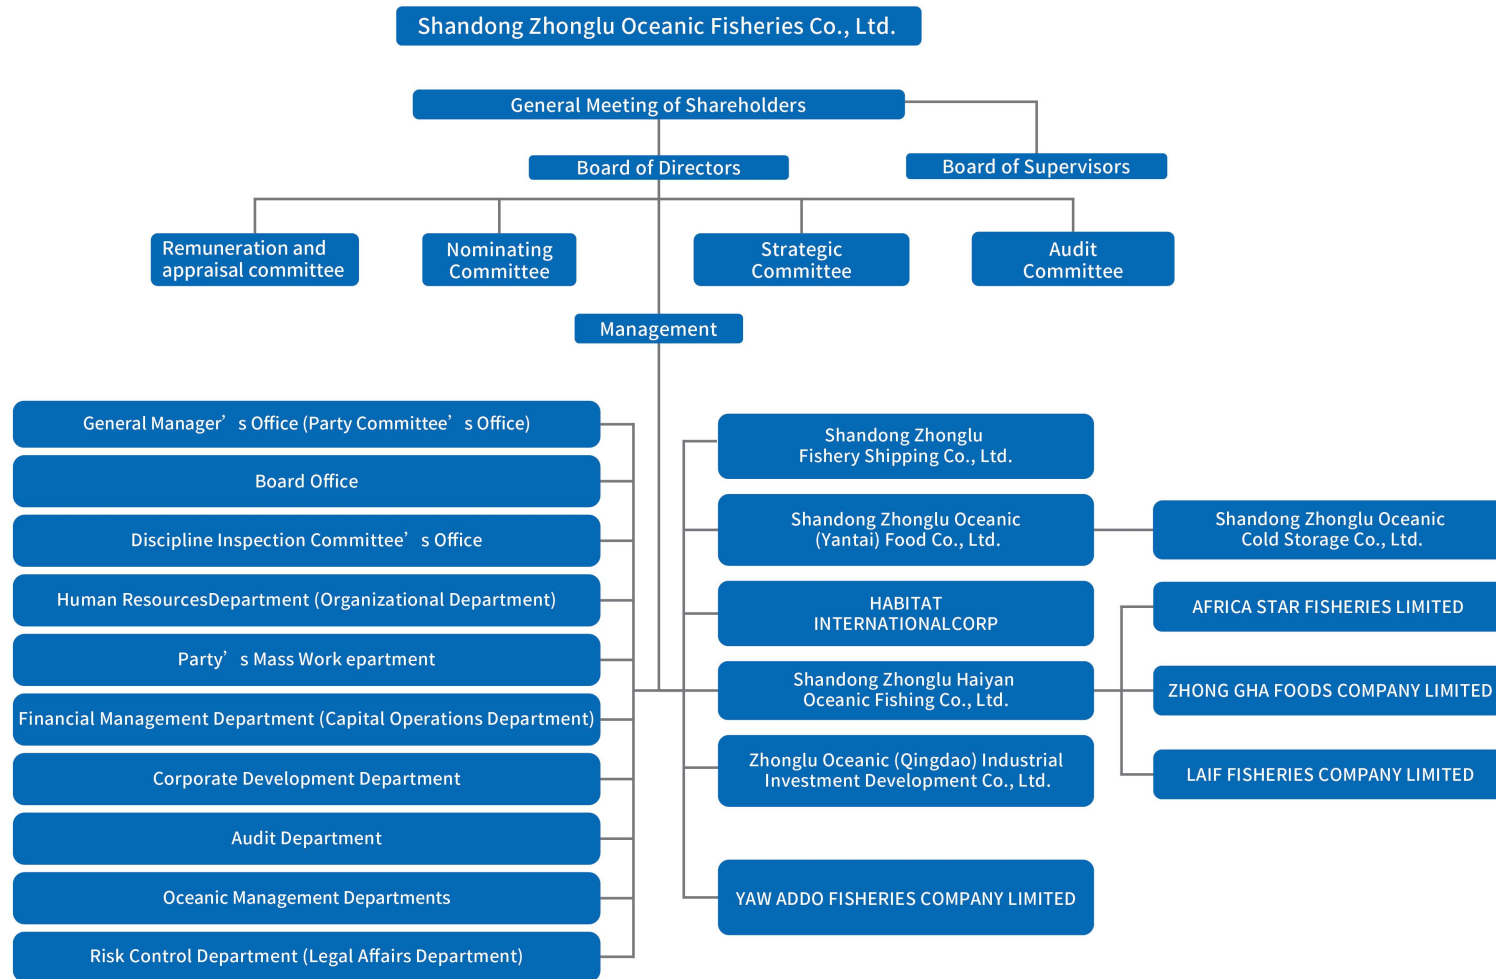 Shandong Zhonglu Oceanic Fisheries Co., Ltd.
General Meeting of Shareholders
Board of Directors
Board of Supervisors
Remuneration and
appraisal committee
Nominating
Committee
Strategic
Committee
Audit
Committee
Management
General Manager’s Office (Party Committee’s Office)
Board Office
Discipline Inspection Committee’s Office
Human ResourcesDepartment (Organizational Department)
Party’s Mass Work epartment
Financial Management Department (Capital Operations Department)
Corporate Development Department
Audit Department
Oceanic Management Departments
Risk Control Department (Legal Affairs Department)
Shandong Zhonglu
Fishery Shipping Co., Ltd.
Shandong Zhonglu Oceanic
(Yantai) Food Co., Ltd.
HABITAT
INTERNATIONALCORP
Shandong Zhonglu Haiyan
Oceanic Fishing Co., Ltd.
Zhonglu Oceanic (Qingdao) Industrial
Investment Development Co., Ltd.
YAW ADDO FISHERIES COMPANY LIMITED
Shandong Zhonglu Oceanic
Cold Storage Co., Ltd.
AFRICA STAR FISHERIES LIMITED
ZHONG GHA FOODS COMPANY LIMITED
LAIF FISHERIES COMPANY LIMITED